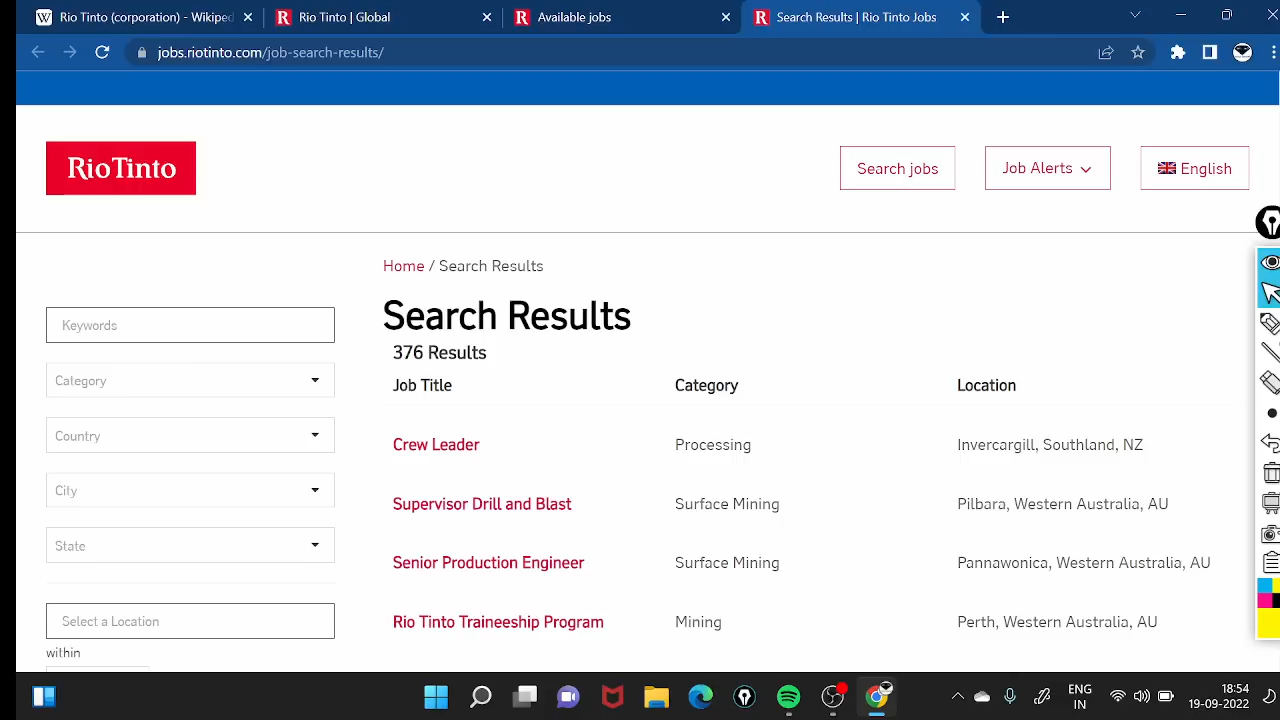 Rio Tinto (corporation) - Wikiped
Rio Tinto | Global
Available jobs
Search Results | Rio Tinto Jobs
jobs.riotinto.com/job-search-results/
RioTinto
Search jobs
Job Alerts
English
Home / Search Results
Search Results
376 Results
Keywords
Category
Country
City
State
Select a Location
within
Job Title Category Location
Crew Leader Processing Invercargill, Southland, NZ
Supervisor Drill and Blast Surface Mining Pilbara, Western Australia, AU
Senior Production Engineer Surface Mining Pannawonica, Western Australia, AU
Rio Tinto Traineeship Program Mining Perth, Western Australia, AU
ENG
IN
18:54
19-09-2022